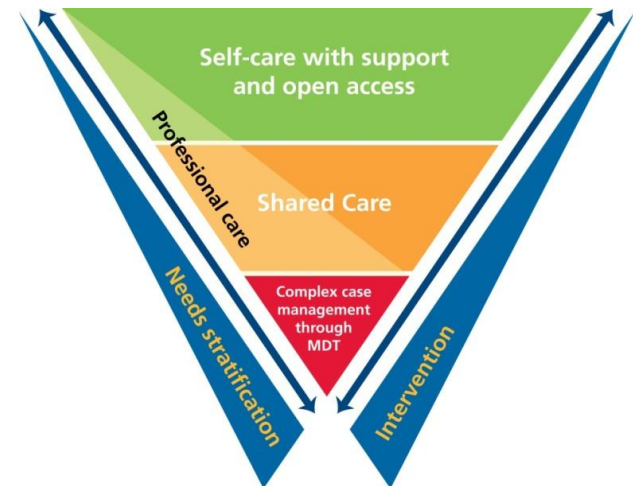 Self-care with support
and open access
Professional care
Shared Care
Complex case
management
through
MDT
Needs stratification
Intervention